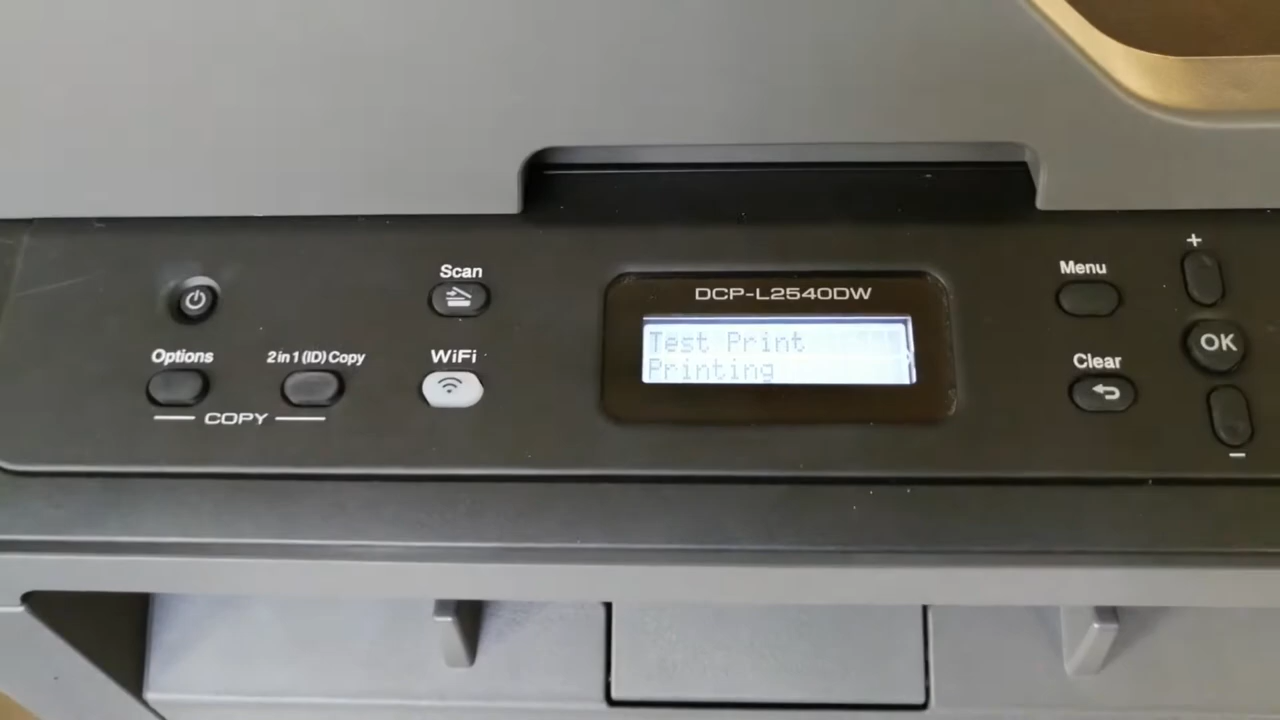 Scan
DCP-L2540DW
Menu
+
Test Print
Printing
OK
Options
2 in 1 (ID) Copy
WiFi
Clear
COPY
−